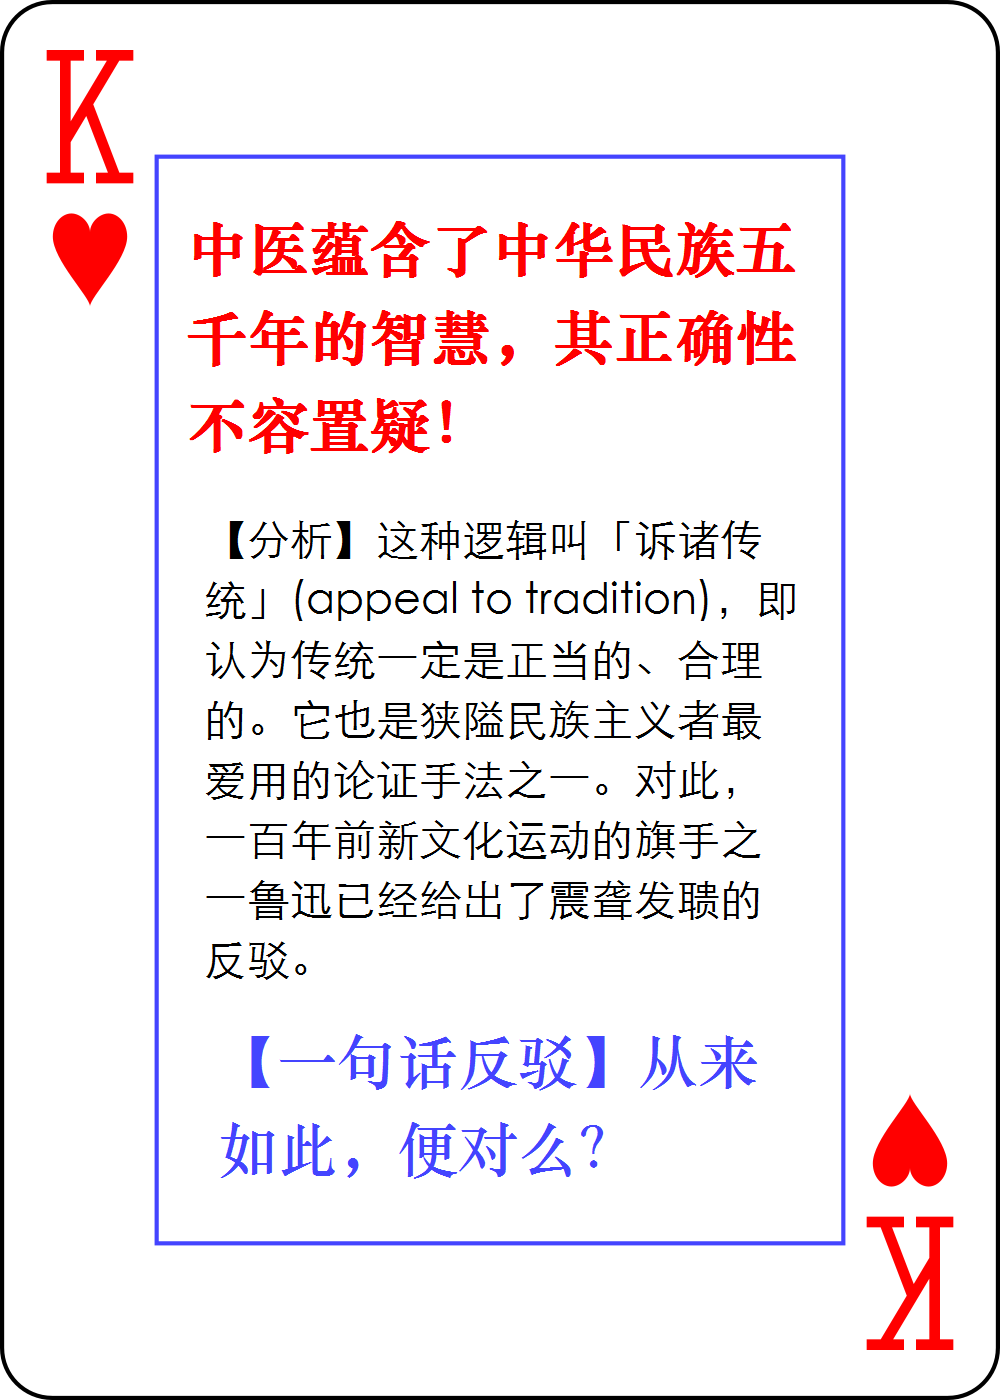 K
中医蕴含了中华民族五
千年的智慧，其正确性
不容置疑！
【分析】这种逻辑叫「诉诸传
统」(appeal to tradition)，即
认为传统一定是正当的、合理
的。它也是狭隘民族主义者最
爱用的论证手法之一。对此，
一百年前新文化运动的旗手之
一鲁迅已经给出了震聋发聩的
反驳。
【一句话反驳】从来
如此，便对么？
K